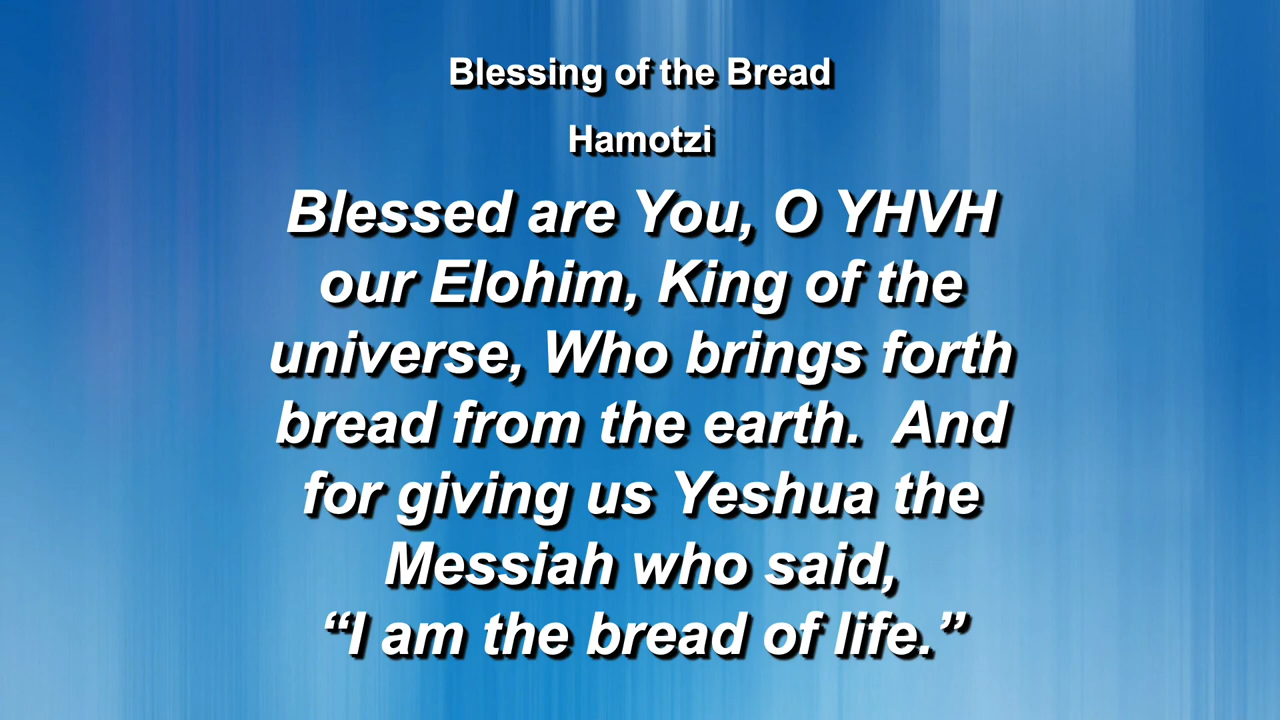 Blessing of the Bread
Hamotzi
Blessed are You, O YHVH
our Elohim, King of the
universe, Who brings forth
bread from the earth.  And
for giving us Yeshua the
Messiah who said,
“I am the bread of life.”